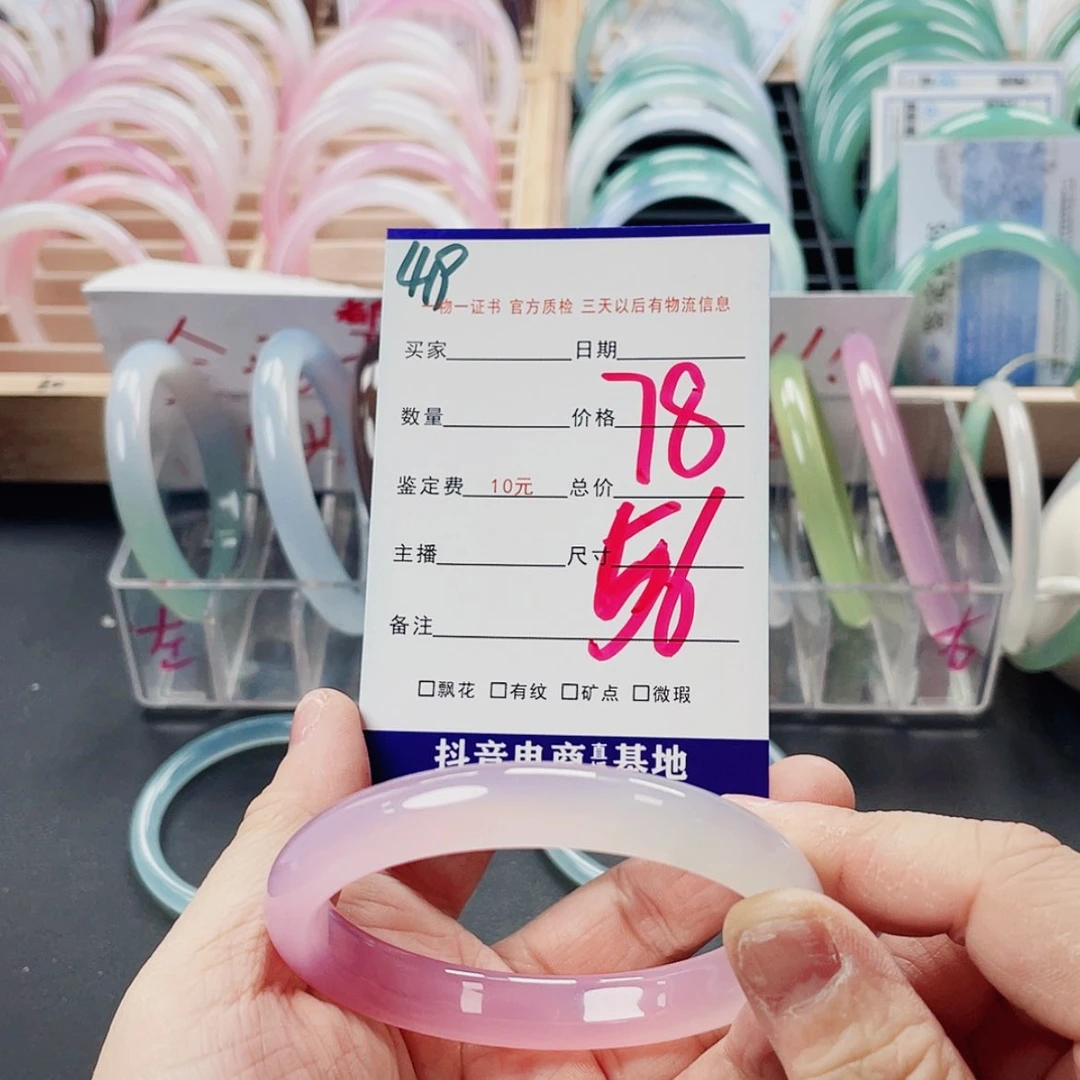 48
一物一证书 官方质检 三天以后有物流信息
买家 日期
数量 价格 78
鉴定费 10元 总价
主播 尺寸 56
备注
□飘花 □有纹 □矿点 □微瑕
抖音电商直 基地
左
右